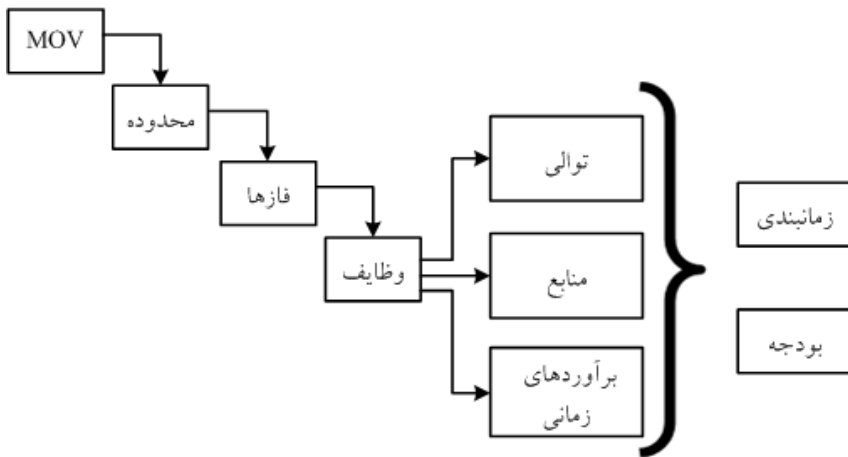 MOV
محدوده
فازها
وظایف
توالی
منابع
برآوردهای
زمانی
زمانبندی
بودجه